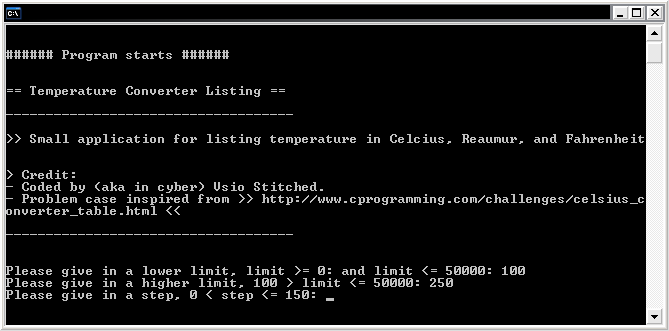 C:\
###### Program starts ######
== Temperature Converter Listing ==
------------------------------------
>> Small application for listing temperature in Celcius, Reaumur, and Fahrenheit
> Credit:
- Coded by (aka in cyber) Vsio Stitched.
- Problem case inspired from >> http://www.cprogramming.com/challenges/celsius_c
onverter_table.html <<
------------------------------------
Please give in a lower limit, limit >= 0: and limit <= 50000: 100
Please give in a higher limit, 100 > limit <= 50000: 250
Please give in a step, 0 < step <= 150: _